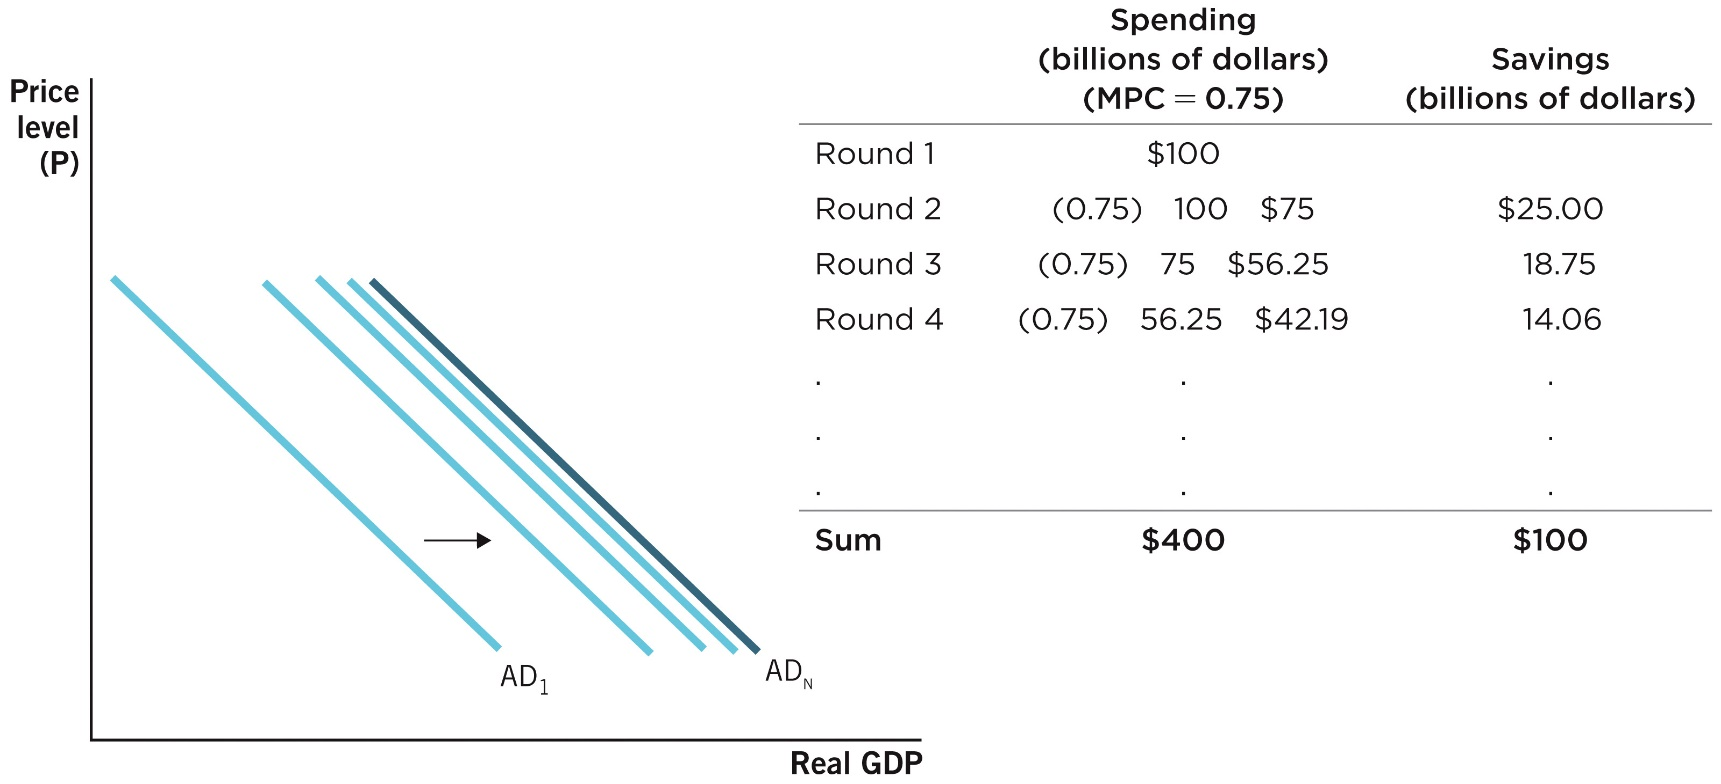 Price
level
(P)
AD1
ADN
Real GDP
Spending
(billions of dollars)
(MPC = 0.75)
Savings
(billions of dollars)
Round 1 $100
Round 2 (0.75) 100 $75 $25.00
Round 3 (0.75) 75 $56.25 18.75
Round 4 (0.75) 56.25 $42.19 14.06
. . .
. . .
. . .
Sum $400 $100